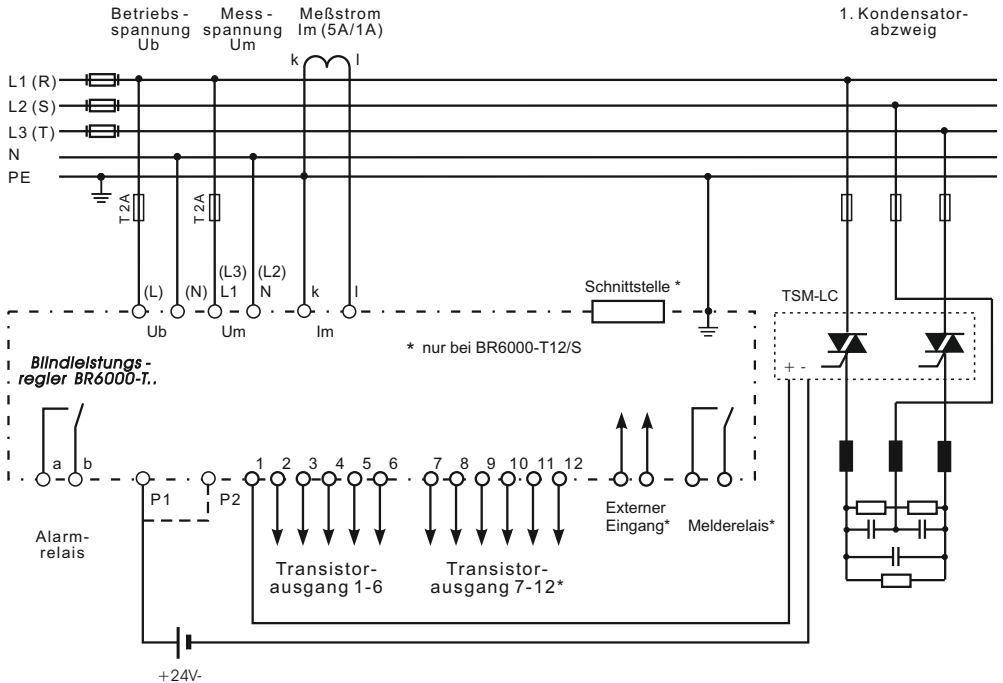 Betriebs-
spannung
Ub
Mess-
spannung
Um
Meßstrom
Im (5A/1A)
1. Kondensator-
abzweig
k
l
L1 (R)
L2 (S)
L3 (T)
N
PE
T 2A
T 2A
(L)
(N)
(L3)
L1
(L2)
N
k
l
Schnittstelle *
TSM-LC
Ub
Um
Im
* nur bei BR6000-T12/S
+ -
Blindleistungs-
regler BR6000-T..
a
b
P1
P2
1 2 3 4 5 6
7 8 9 10 11 12
Alarm-
relais
Transistor-
ausgang 1-6
Transistor-
ausgang 7-12*
Externer
Eingang*
Melderelais*
+24V-